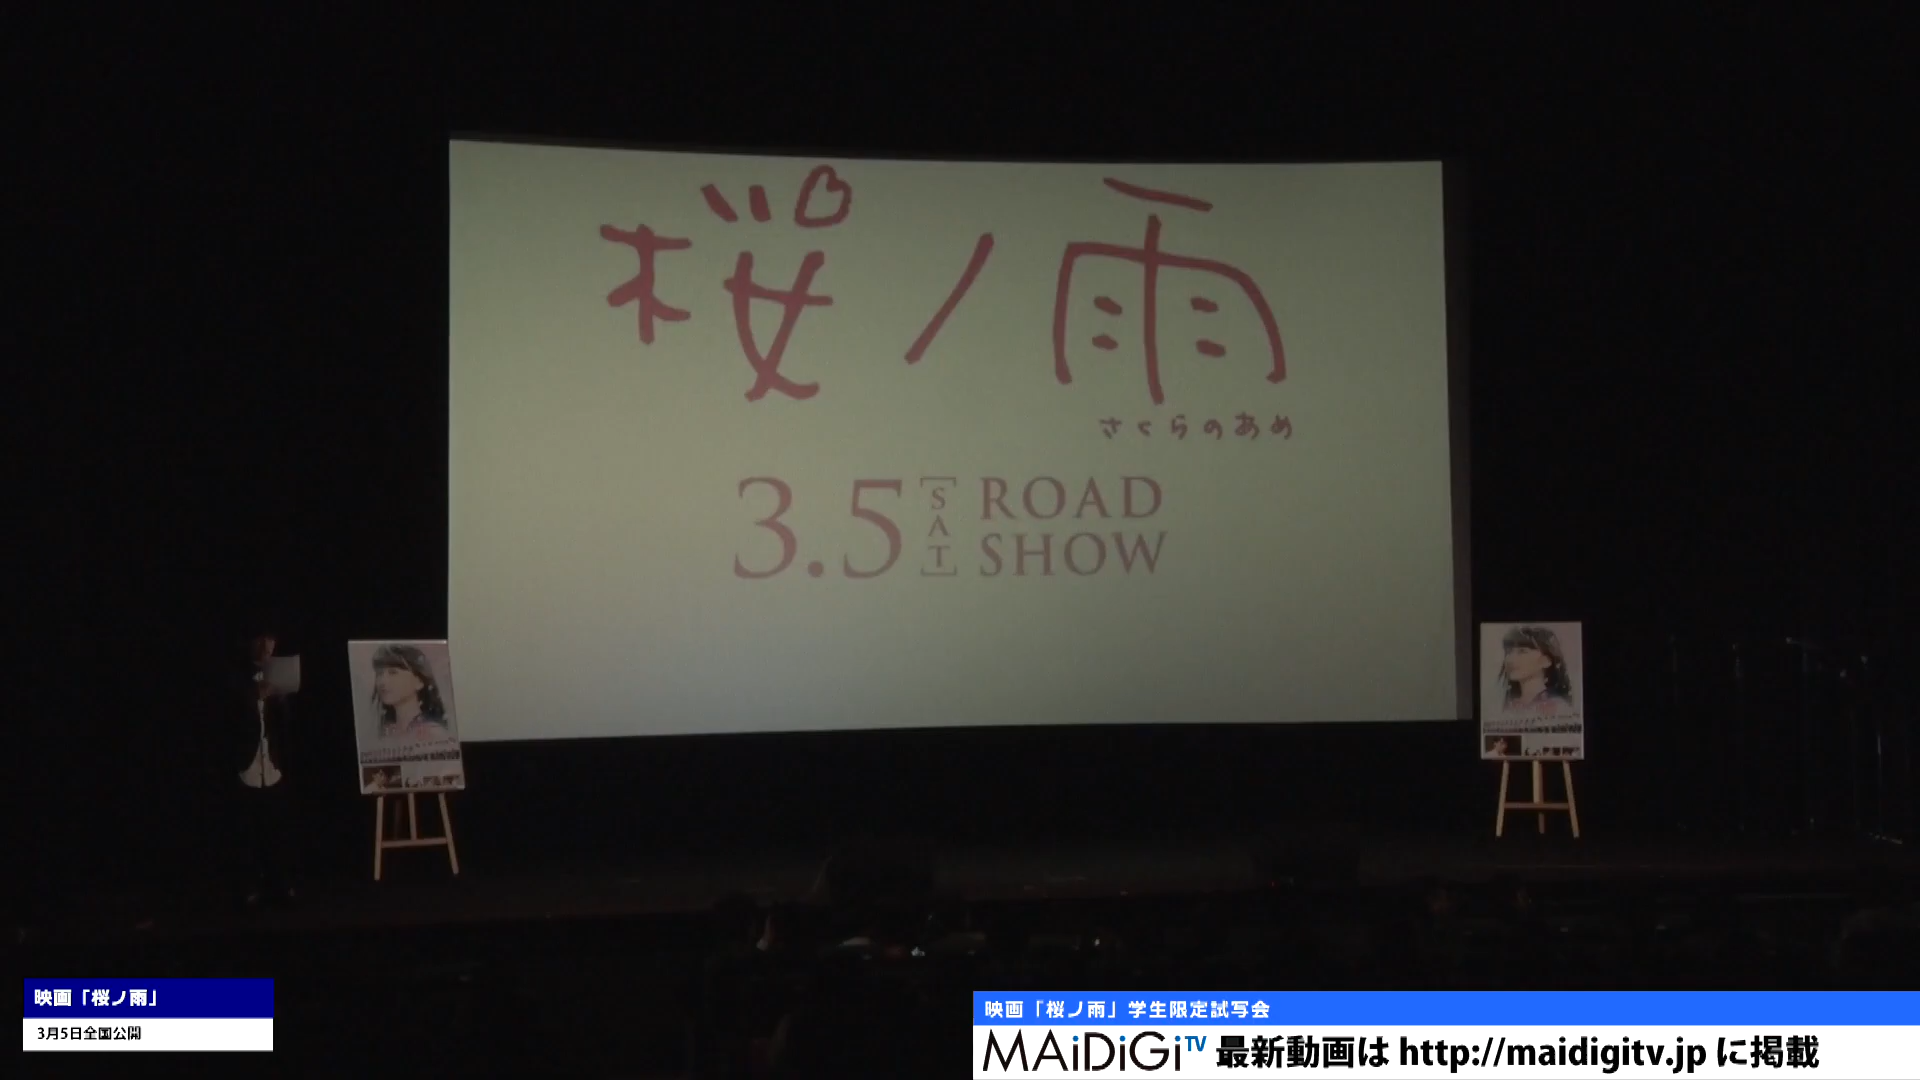 桜ノ雨
さくらのあめ
3.5 SAT ROAD SHOW
映画「桜ノ雨」
3月5日全国公開
映画「桜ノ雨」学生限定試写会
MAiDiGiTV 最新動画は http://maidigitv.jp に掲載